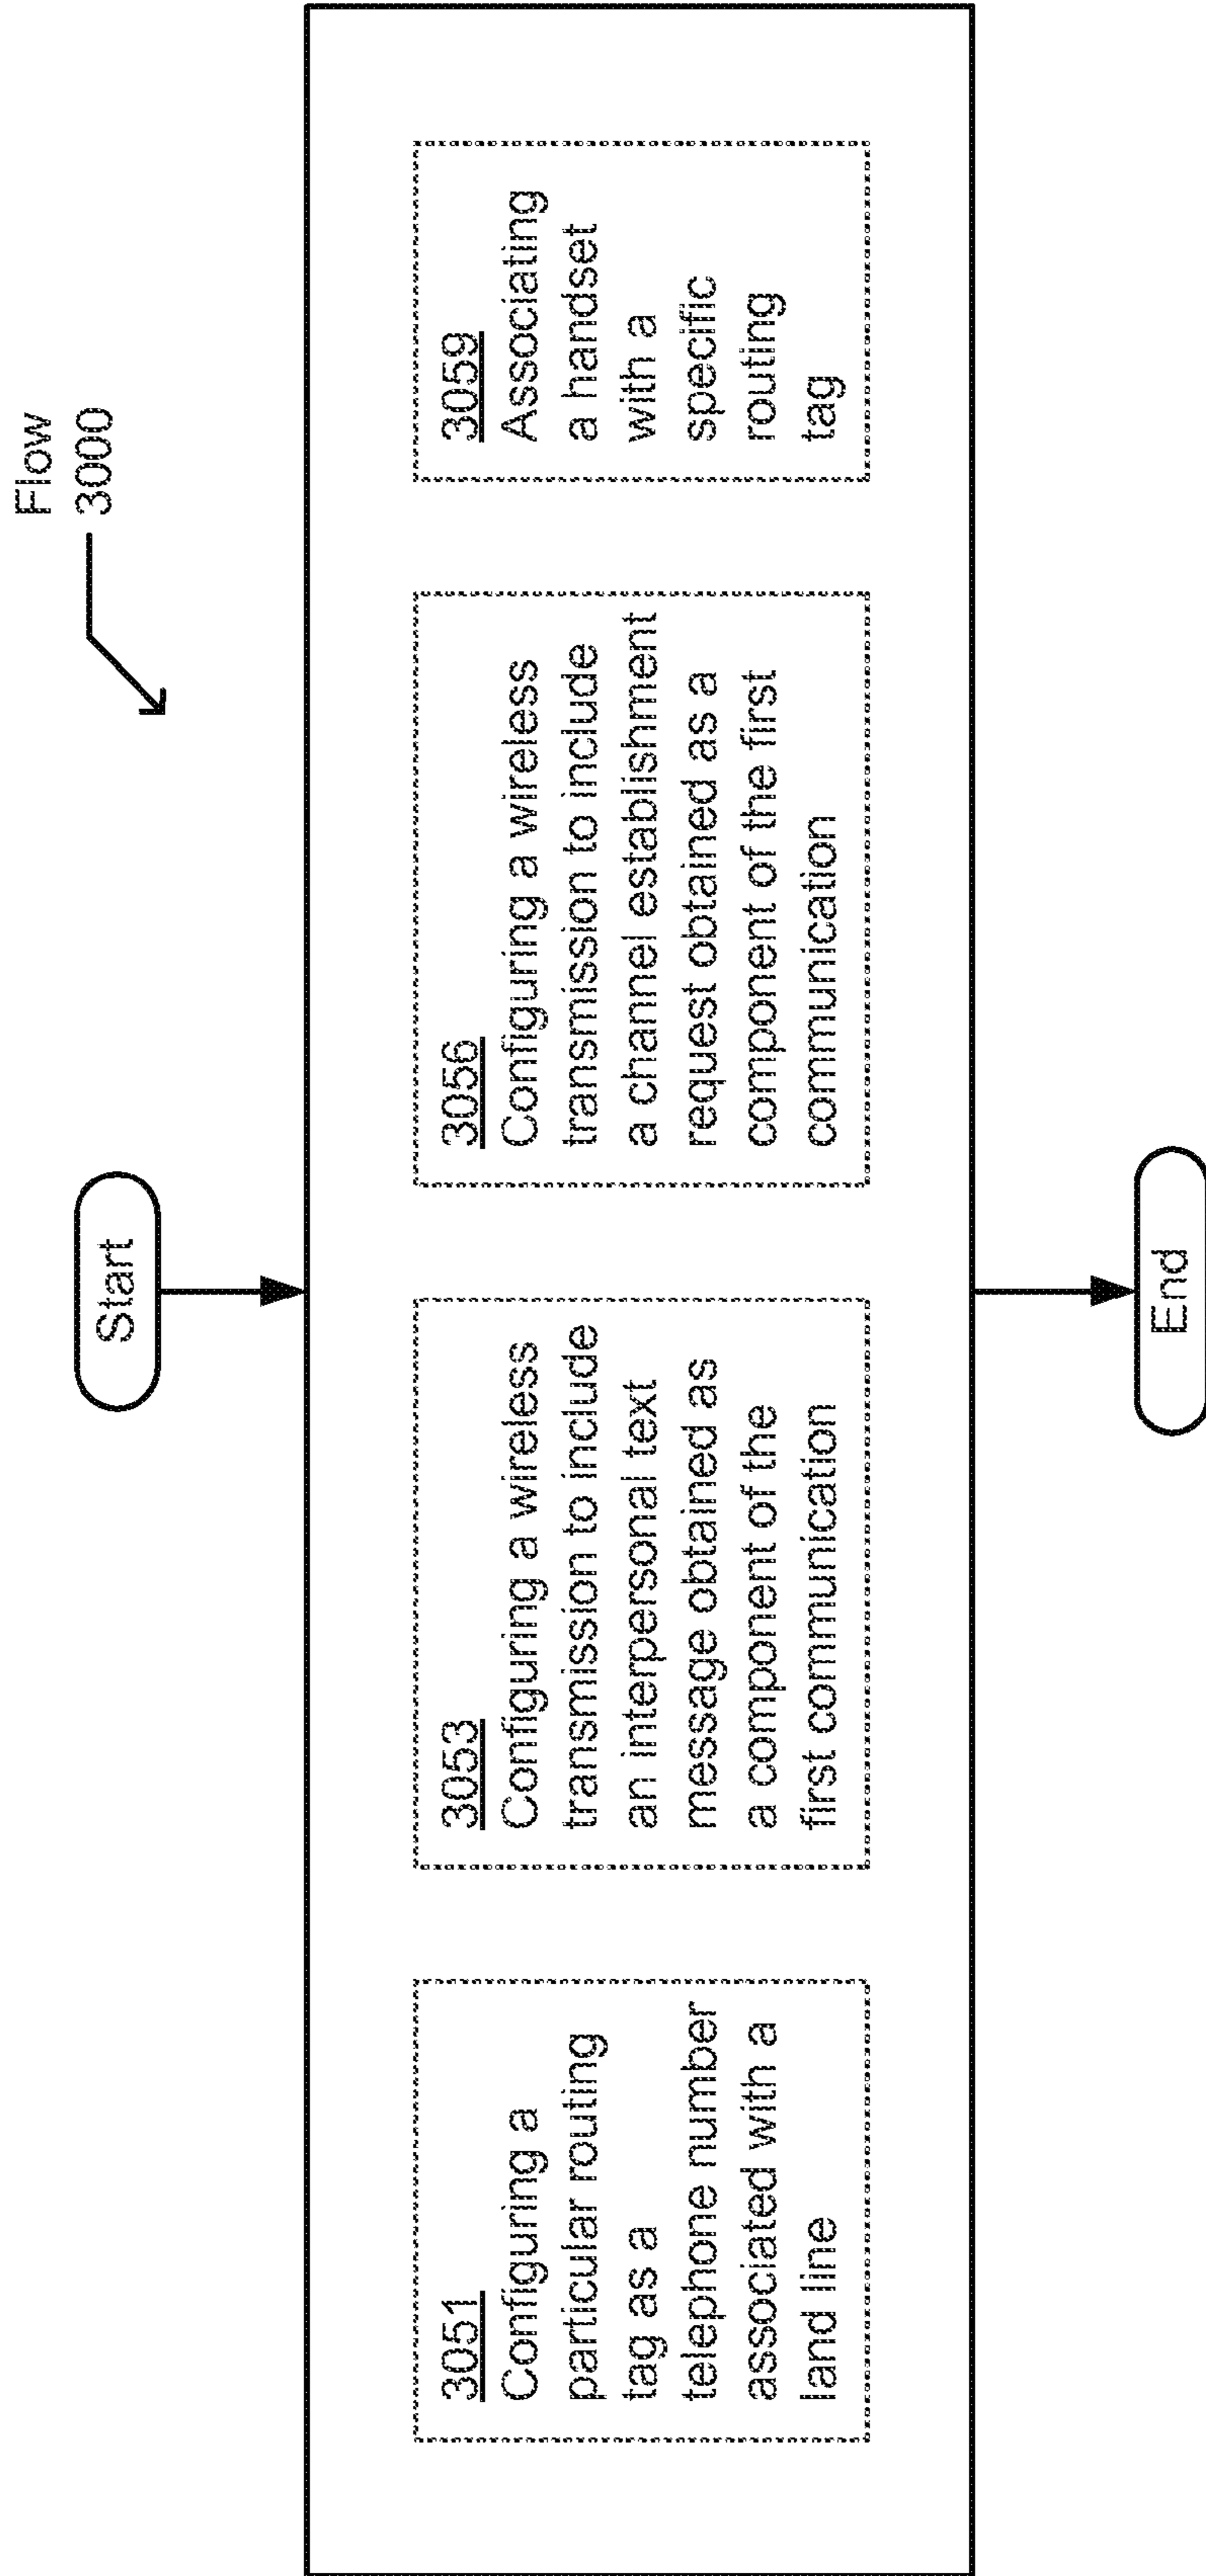 Flow
3000
Start
3051
Configuring a
particular routing
tag as a
telephone number
associated with a
land line
3053
Configuring a wireless
transmission to include
an interpersonal text
message obtained as
a component of the
first communication
3056
Configuring a wireless
transmission to include
a channel establishment
request obtained as a
component of the first
communication
3059
Associating
a handset
with a
specific
routing
tag
End